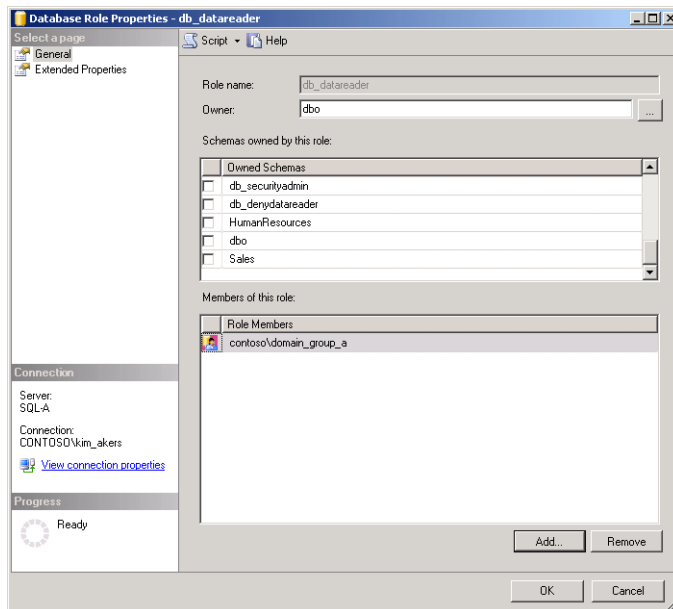 Database Role Properties - db_datareader
Select a page
General
Extended Properties
Script
Help
Role name:
db_datareader
Owner:
dbo
...
Schemas owned by this role:
Owned Schemas
db_securityadmin
db_denydatareader
HumanResources
dbo
Sales
Members of this role:
Role Members
contoso\domain_group_a
Connection
Server:
SQL-A
Connection:
CONTOSO\kim_akers
View connection properties
Progress
Ready
Add...
Remove
OK
Cancel